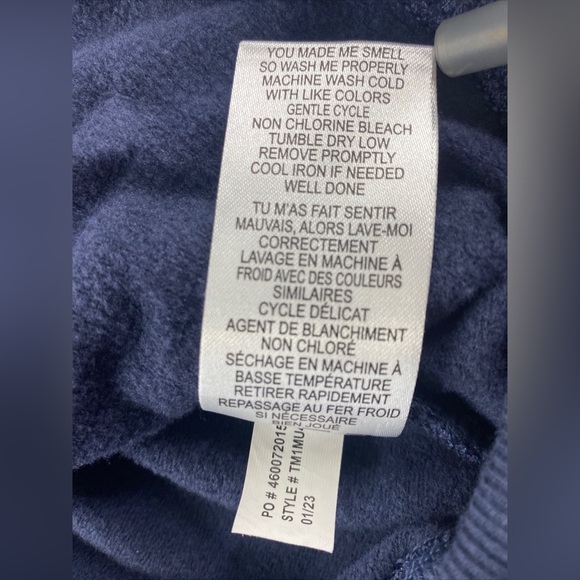 YOU MADE ME SMELL
SO WASH ME PROPERLY
MACHINE WASH COLD
WITH LIKE COLORS
GENTLE CYCLE
NON CHLORINE BLEACH
TUMBLE DRY LOW
REMOVE PROMPTLY
COOL IRON IF NEEDED
WELL DONE
TU M'AS FAIT SENTIR
MAUVAIS, ALORS LAVE-MOI
CORRECTEMENT
LAVAGE EN MACHINE À
FROID AVEC DES COULEURS
SIMILAIRES
CYCLE DÉLICAT
AGENT DE BLANCHIMENT
NON CHLORÉ
SÉCHAGE EN MACHINE À
BASSE TEMPÉRATURE
RETIRER RAPIDEMENT
REPASSAGE AU FER FROID
SI NÉCESSAIRE
BIEN JOUÉ
PO # 46007201
STYLE # TM1MU
01/23